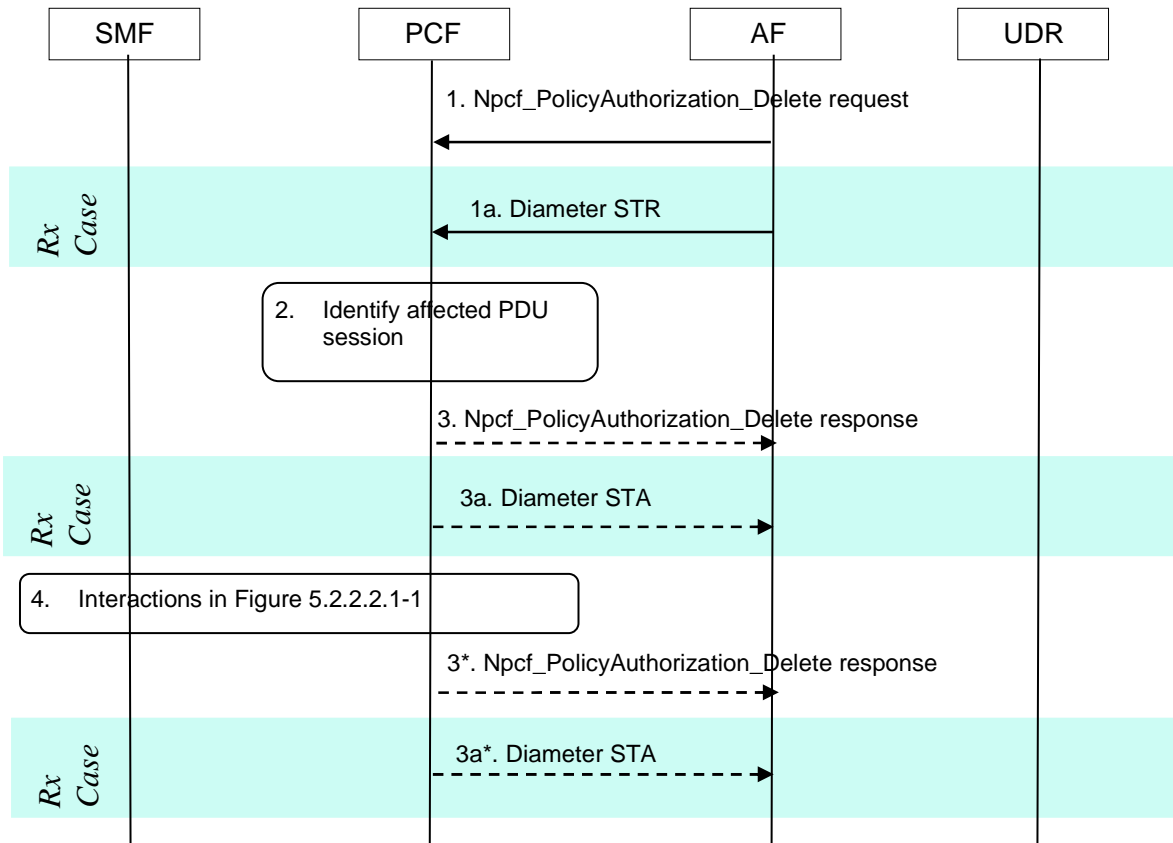 SMF
PCF
AF
UDR
1. Npcf_PolicyAuthorization_Delete request
Rx
Case
1a. Diameter STR
2. Identify affected PDU
session
3. Npcf_PolicyAuthorization_Delete response
Rx
Case
3a. Diameter STA
4. Interactions in Figure 5.2.2.2.1-1
3*. Npcf_PolicyAuthorization_Delete response
Rx
Case
3a*. Diameter STA